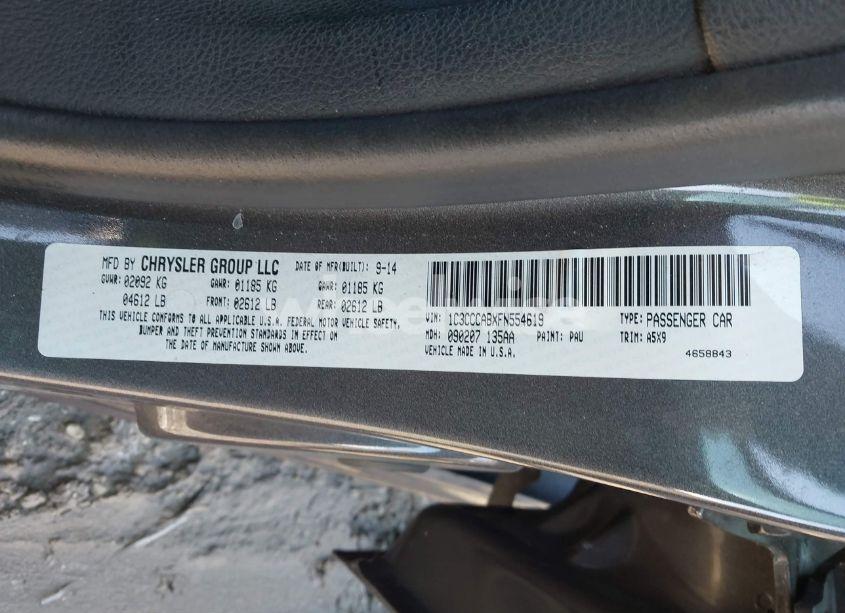 MFD BY CHRYSLER GROUP LLC DATE OF MFR(BUILT): 9-14
GVWR: 02092 KG GAWR: 01185 KG GAWR: 01185 KG
04612 LB FRONT: 02612 LB REAR: 02612 LB
THIS VEHICLE CONFORMS TO ALL APPLICABLE U.S.A. FEDERAL MOTOR VEHICLE SAFETY,
BUMPER AND THEFT PREVENTION STANDARDS IN EFFECT ON
THE DATE OF MANUFACTURE SHOWN ABOVE.
VIN: 1C3CCCABXFN554619 TYPE: PASSENGER CAR
MDH: 090207 135AA PAINT: PAU TRIM: A5X9
VEHICLE MADE IN U.S.A. 4658843